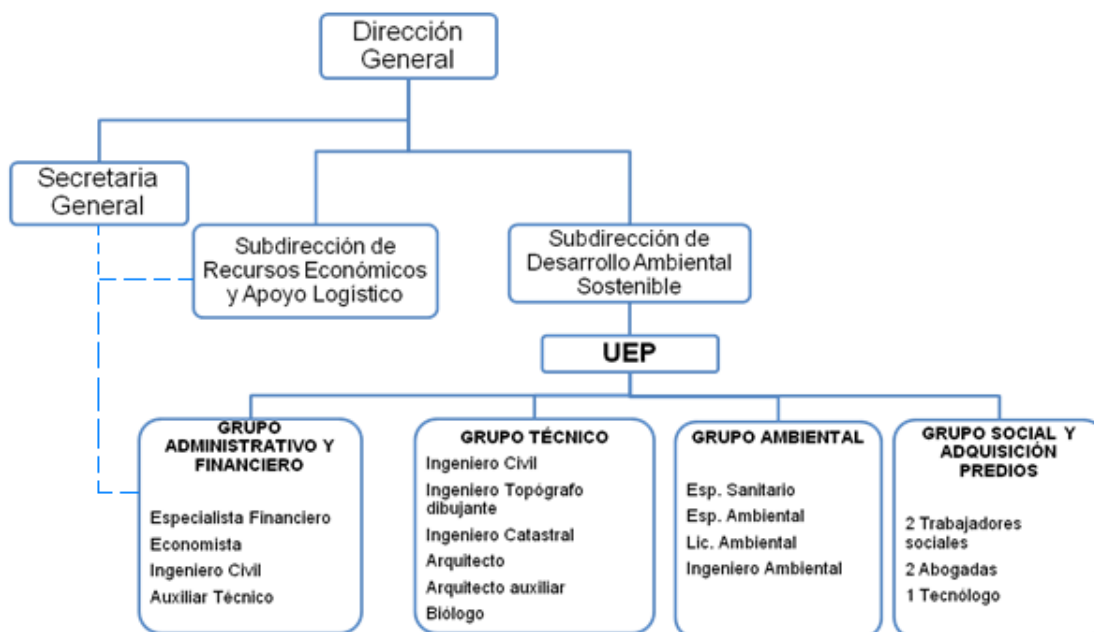 Dirección
General
Secretaria
General
Subdirección de
Recursos Económicos
y Apoyo Logístico
Subdirección de
Desarrollo Ambiental
Sostenible
UEP
GRUPO
ADMINISTRATIVO Y
FINANCIERO
Especialista Financiero
Economista
Ingeniero Civil
Auxiliar Técnico
GRUPO TÉCNICO
Ingeniero Civil
Ingeniero Topógrafo
dibujante
Ingeniero Catastral
Arquitecto
Arquitecto auxiliar
Biólogo
GRUPO AMBIENTAL
Esp. Sanitario
Esp. Ambiental
Lic. Ambiental
Ingeniero Ambiental
GRUPO SOCIAL Y
ADQUISICIÓN
PREDIOS
2 Trabajadores
sociales
2 Abogadas
1 Tecnólogo